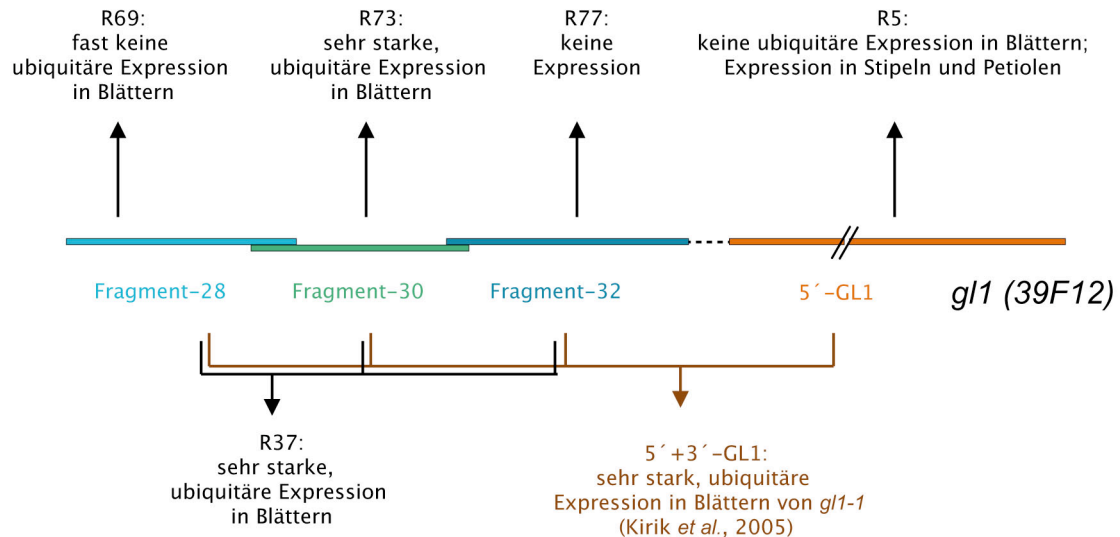 R69:
fast keine
ubiquitäre Expression
in Blättern
R73:
sehr starke,
ubiquitäre Expression
in Blättern
R77:
keine
Expression
R5:
keine ubiquitäre Expression in Blättern;
Expression in Stipeln und Petiolen
Fragment-28
Fragment-30
Fragment-32
5´-GL1
gl1 (39F12)
R37:
sehr starke,
ubiquitäre Expression
in Blättern
5´+3´-GL1:
sehr stark, ubiquitäre
Expression in Blättern von gl1-1
(Kirik et al., 2005)